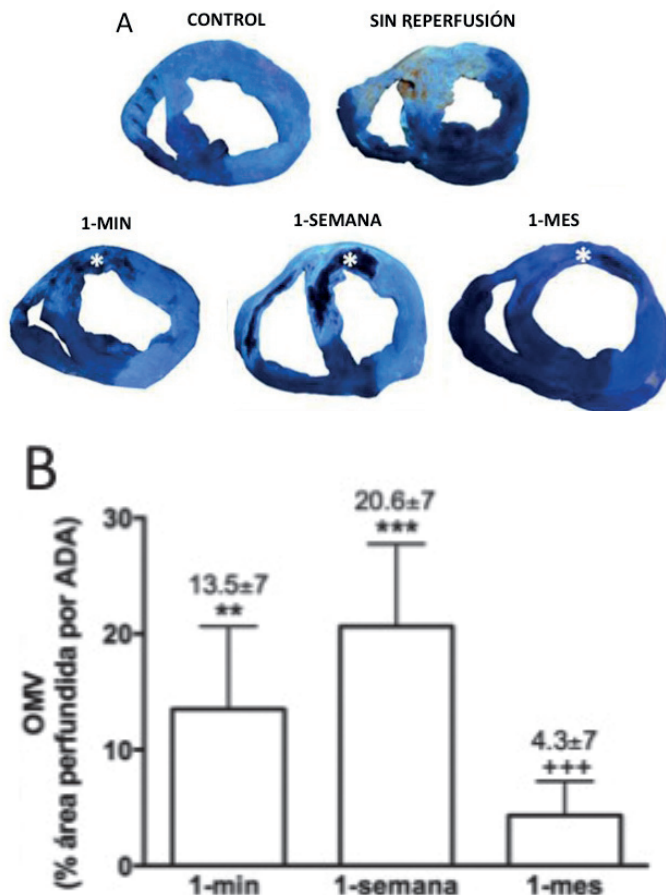 A
CONTROL
SIN REPERFUSIÓN
1-MIN
1-SEMANA
1-MES
*
*
*
B
OMV
(% área perfundida por ADA)
30
20
10
0
13.5±7
**
20.6±7
***
4.3±7
+++
1-min
1-semana
1-mes